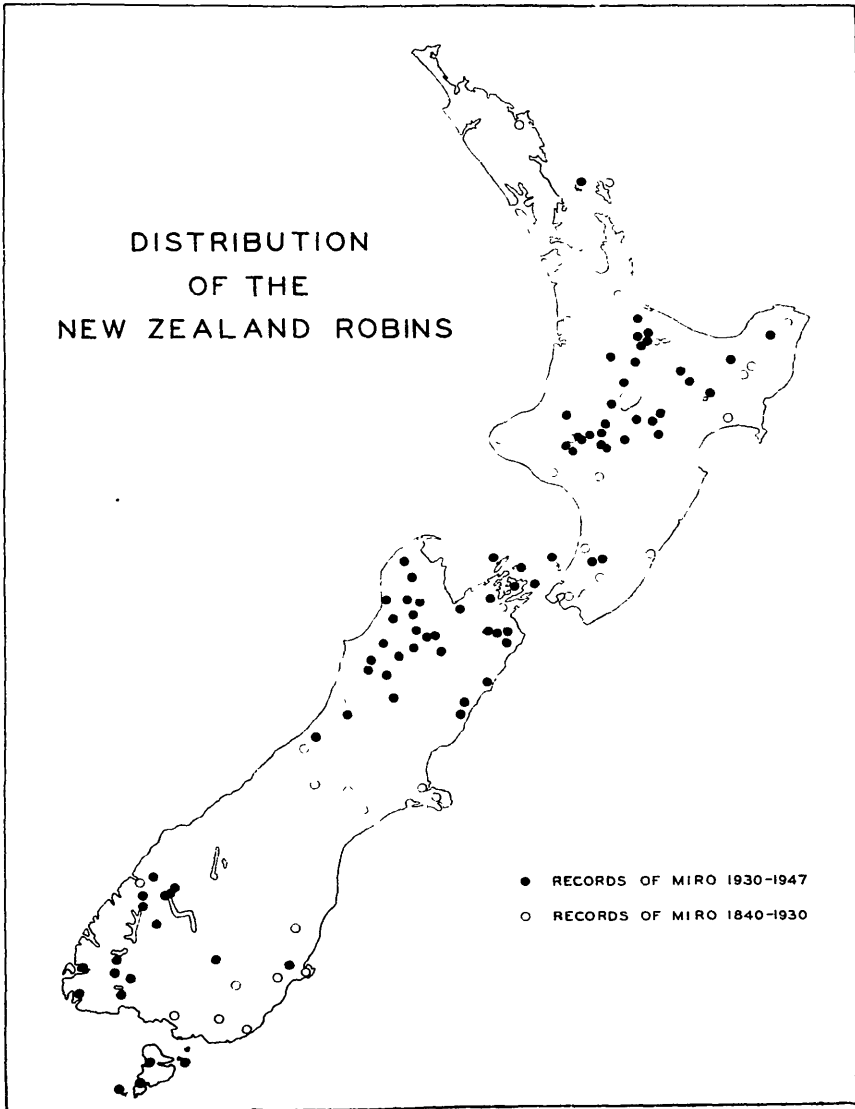 DISTRIBUTION
OF THE
NEW ZEALAND ROBINS
RECORDS OF MIRO 1930-1947
RECORDS OF MIRO 1840-1930